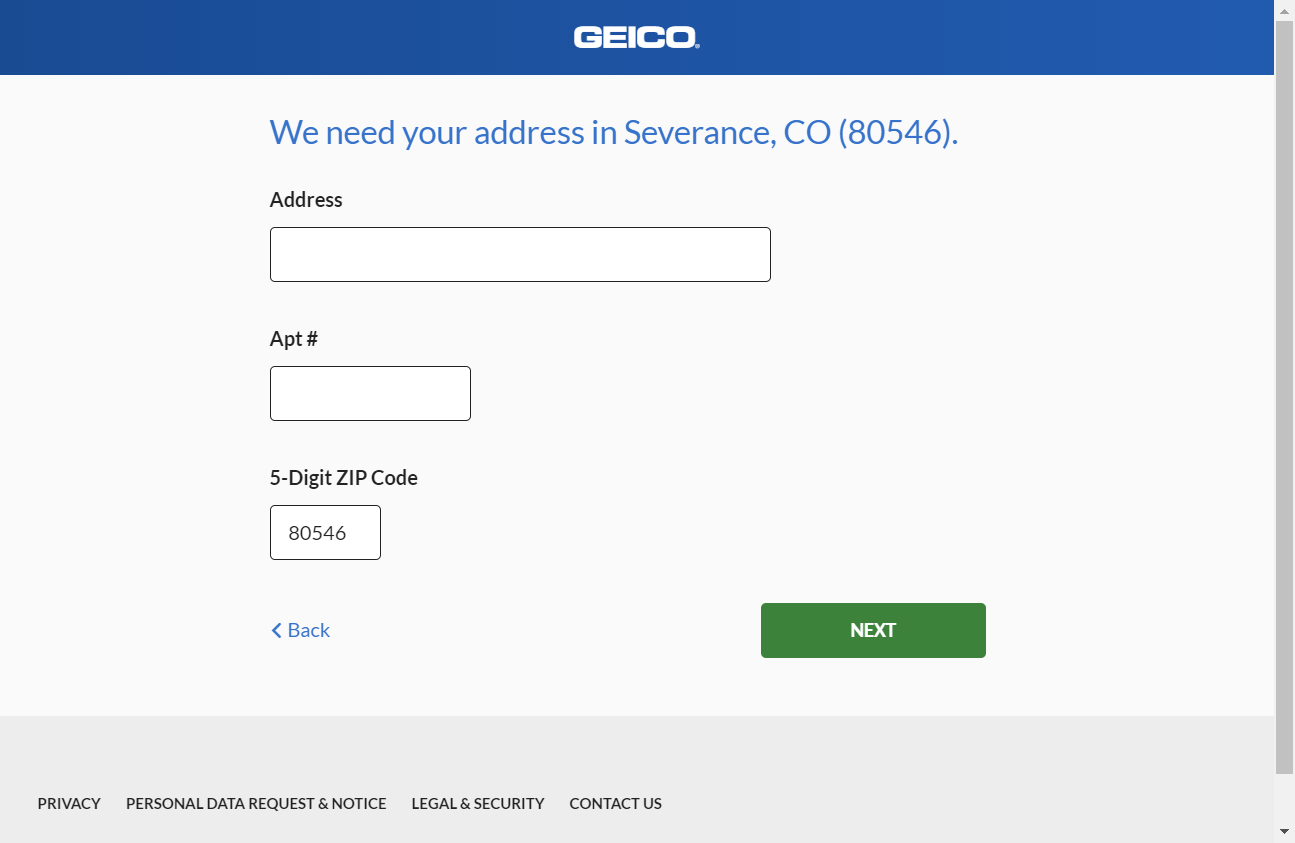 GEICO
We need your address in Severance, CO (80546).
Address
Apt #
5-Digit ZIP Code
80546
Back
NEXT
PRIVACY PERSONAL DATA REQUEST & NOTICE LEGAL & SECURITY CONTACT US